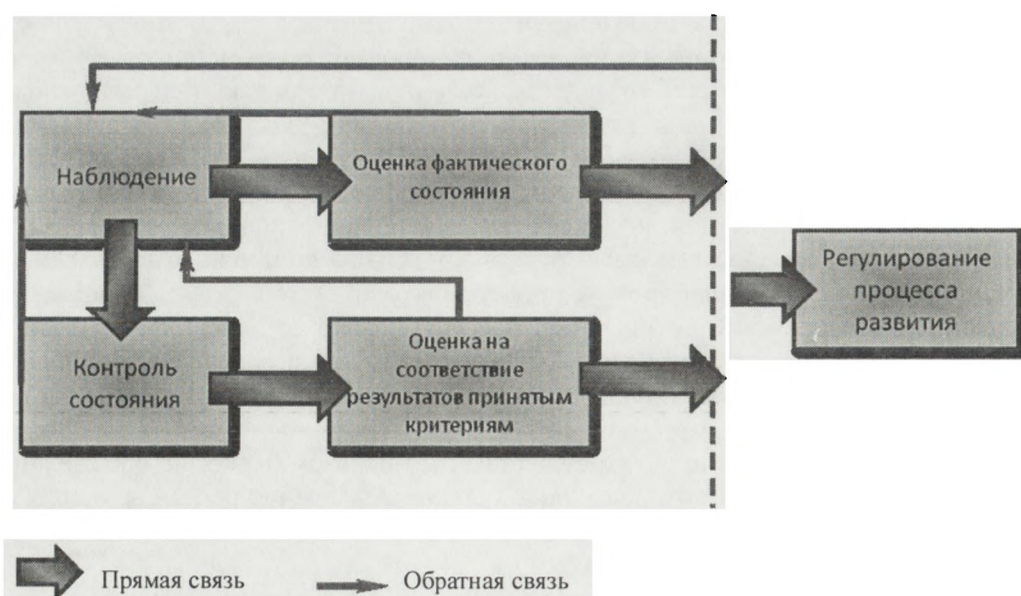 Наблюдение
Оценка фактического
состояния
Регулирование
процесса
развития
Контроль
состояния
Оценка на
соответствие
результатов принятым
критериям
Прямая связь
Обратная связь